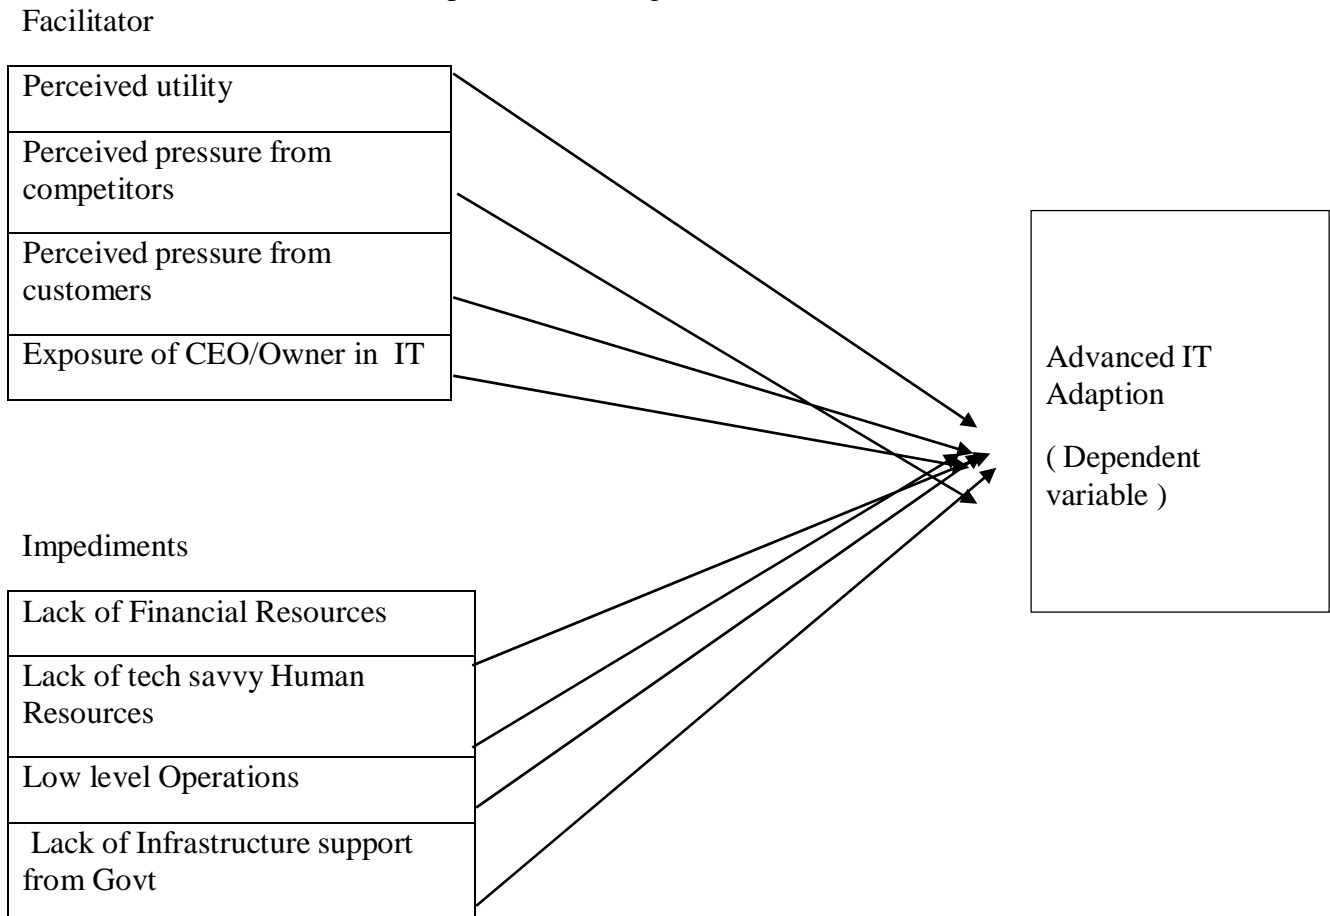 Facilitator
Perceived utility
Perceived pressure from
competitors
Perceived pressure from
customers
Exposure of CEO/Owner in IT
Advanced IT
Adaption
( Dependent
variable )
Impediments
Lack of Financial Resources
Lack of tech savvy Human
Resources
Low level Operations
Lack of Infrastructure support
from Govt